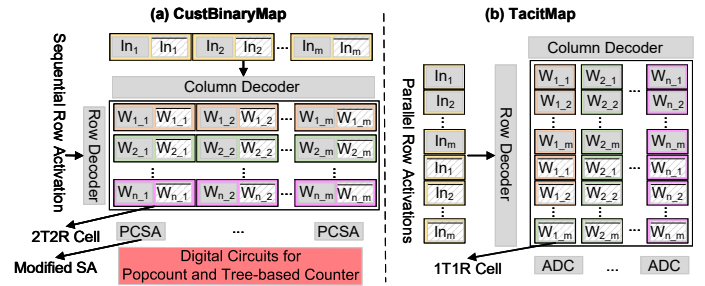 (a) CustBinaryMap
Sequential Row Activation
In1 In1 In2 In2 ... Inm Inm
Column Decoder
Row Decoder
W1_1 W1_1 W1_2 W1_2 ... W1_m W1_m
W2_1 W2_1 W2_2 W2_2 ... W2_m W2_m
...
Wn_1 Wn_1 Wn_2 Wn_2 ... Wn_m Wn_m
2T2R Cell
PCSA ... PCSA
Modified SA
Digital Circuits for
Popcount and Tree-based Counter
(b) TacitMap
Parallel Row Activations
In1
In2
...
Inm
In1
...
Inm
Row Decoder
Column Decoder
W1_1 W2_1 ... Wn_1
W1_2 W2_2 Wn_2
... ... ...
W1_m W2_m ... Wn_m
W1_1 W2_1 Wn_1
W1_2 W2_2 Wn_2
... ... ...
W1_m W2_m Wn_m
1T1R Cell
ADC ... ADC